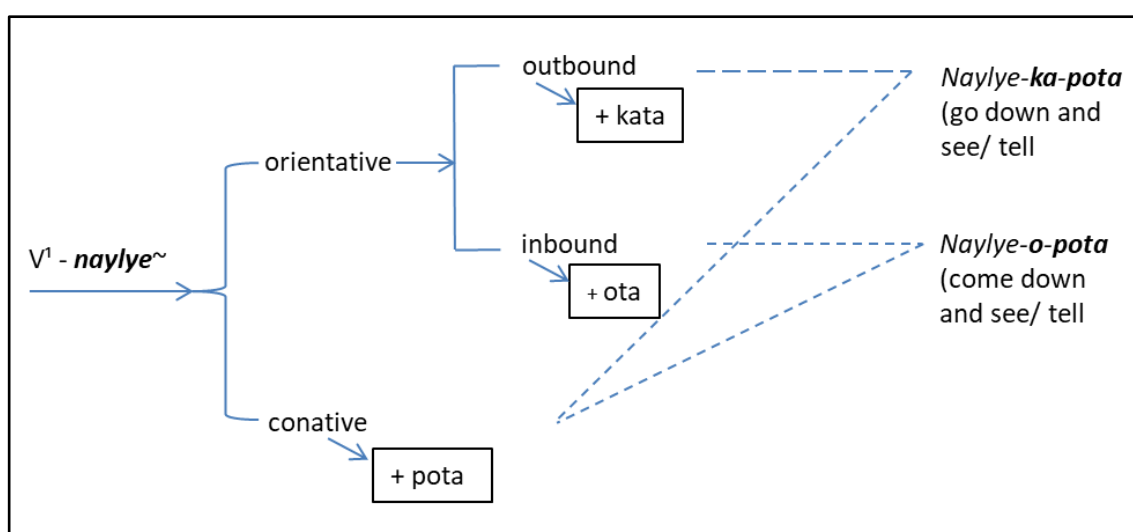 outbound
+ kata
Naylye-ka-pota
(go down and
see/ tell
orientative
V¹ - naylye~
inbound
+ ota
Naylye-o-pota
(come down
and see/ tell
conative
+ pota